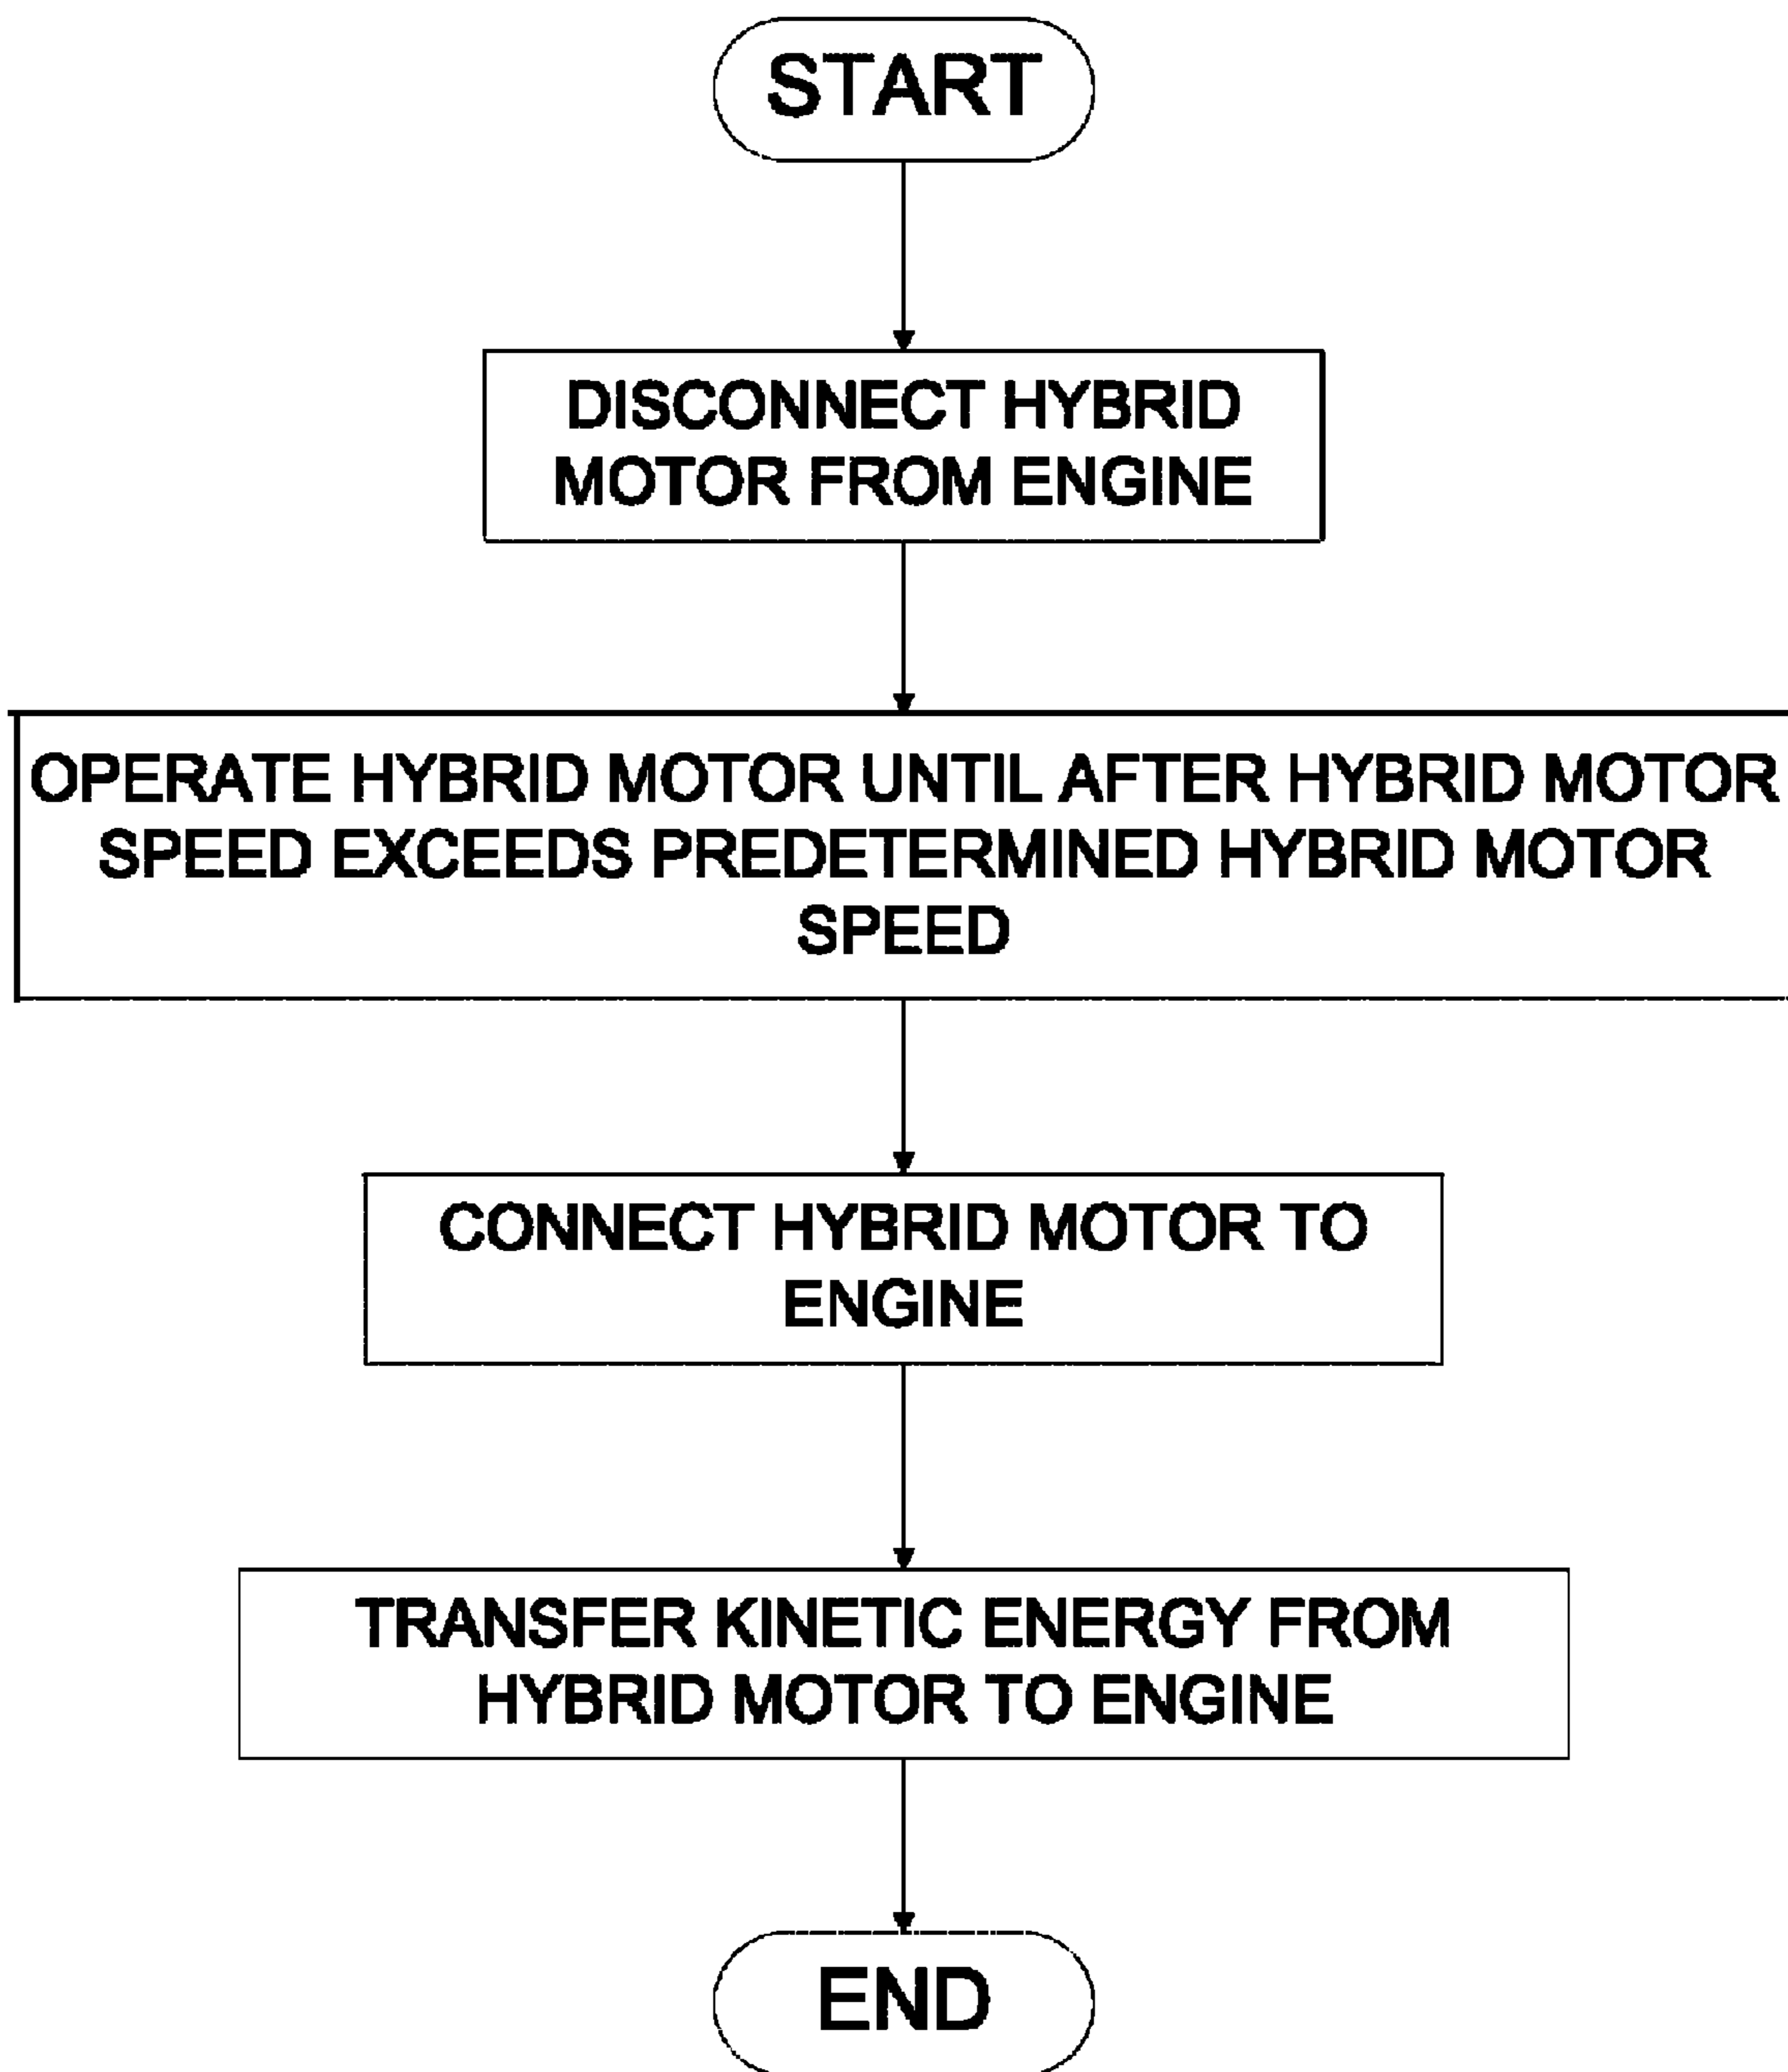 START
DISCONNECT HYBRID
MOTOR FROM ENGINE
OPERATE HYBRID MOTOR UNTIL AFTER HYBRID MOTOR
SPEED EXCEEDS PREDETERMINED HYBRID MOTOR
SPEED
CONNECT HYBRID MOTOR TO
ENGINE
TRANSFER KINETIC ENERGY FROM
HYBRID MOTOR TO ENGINE
END